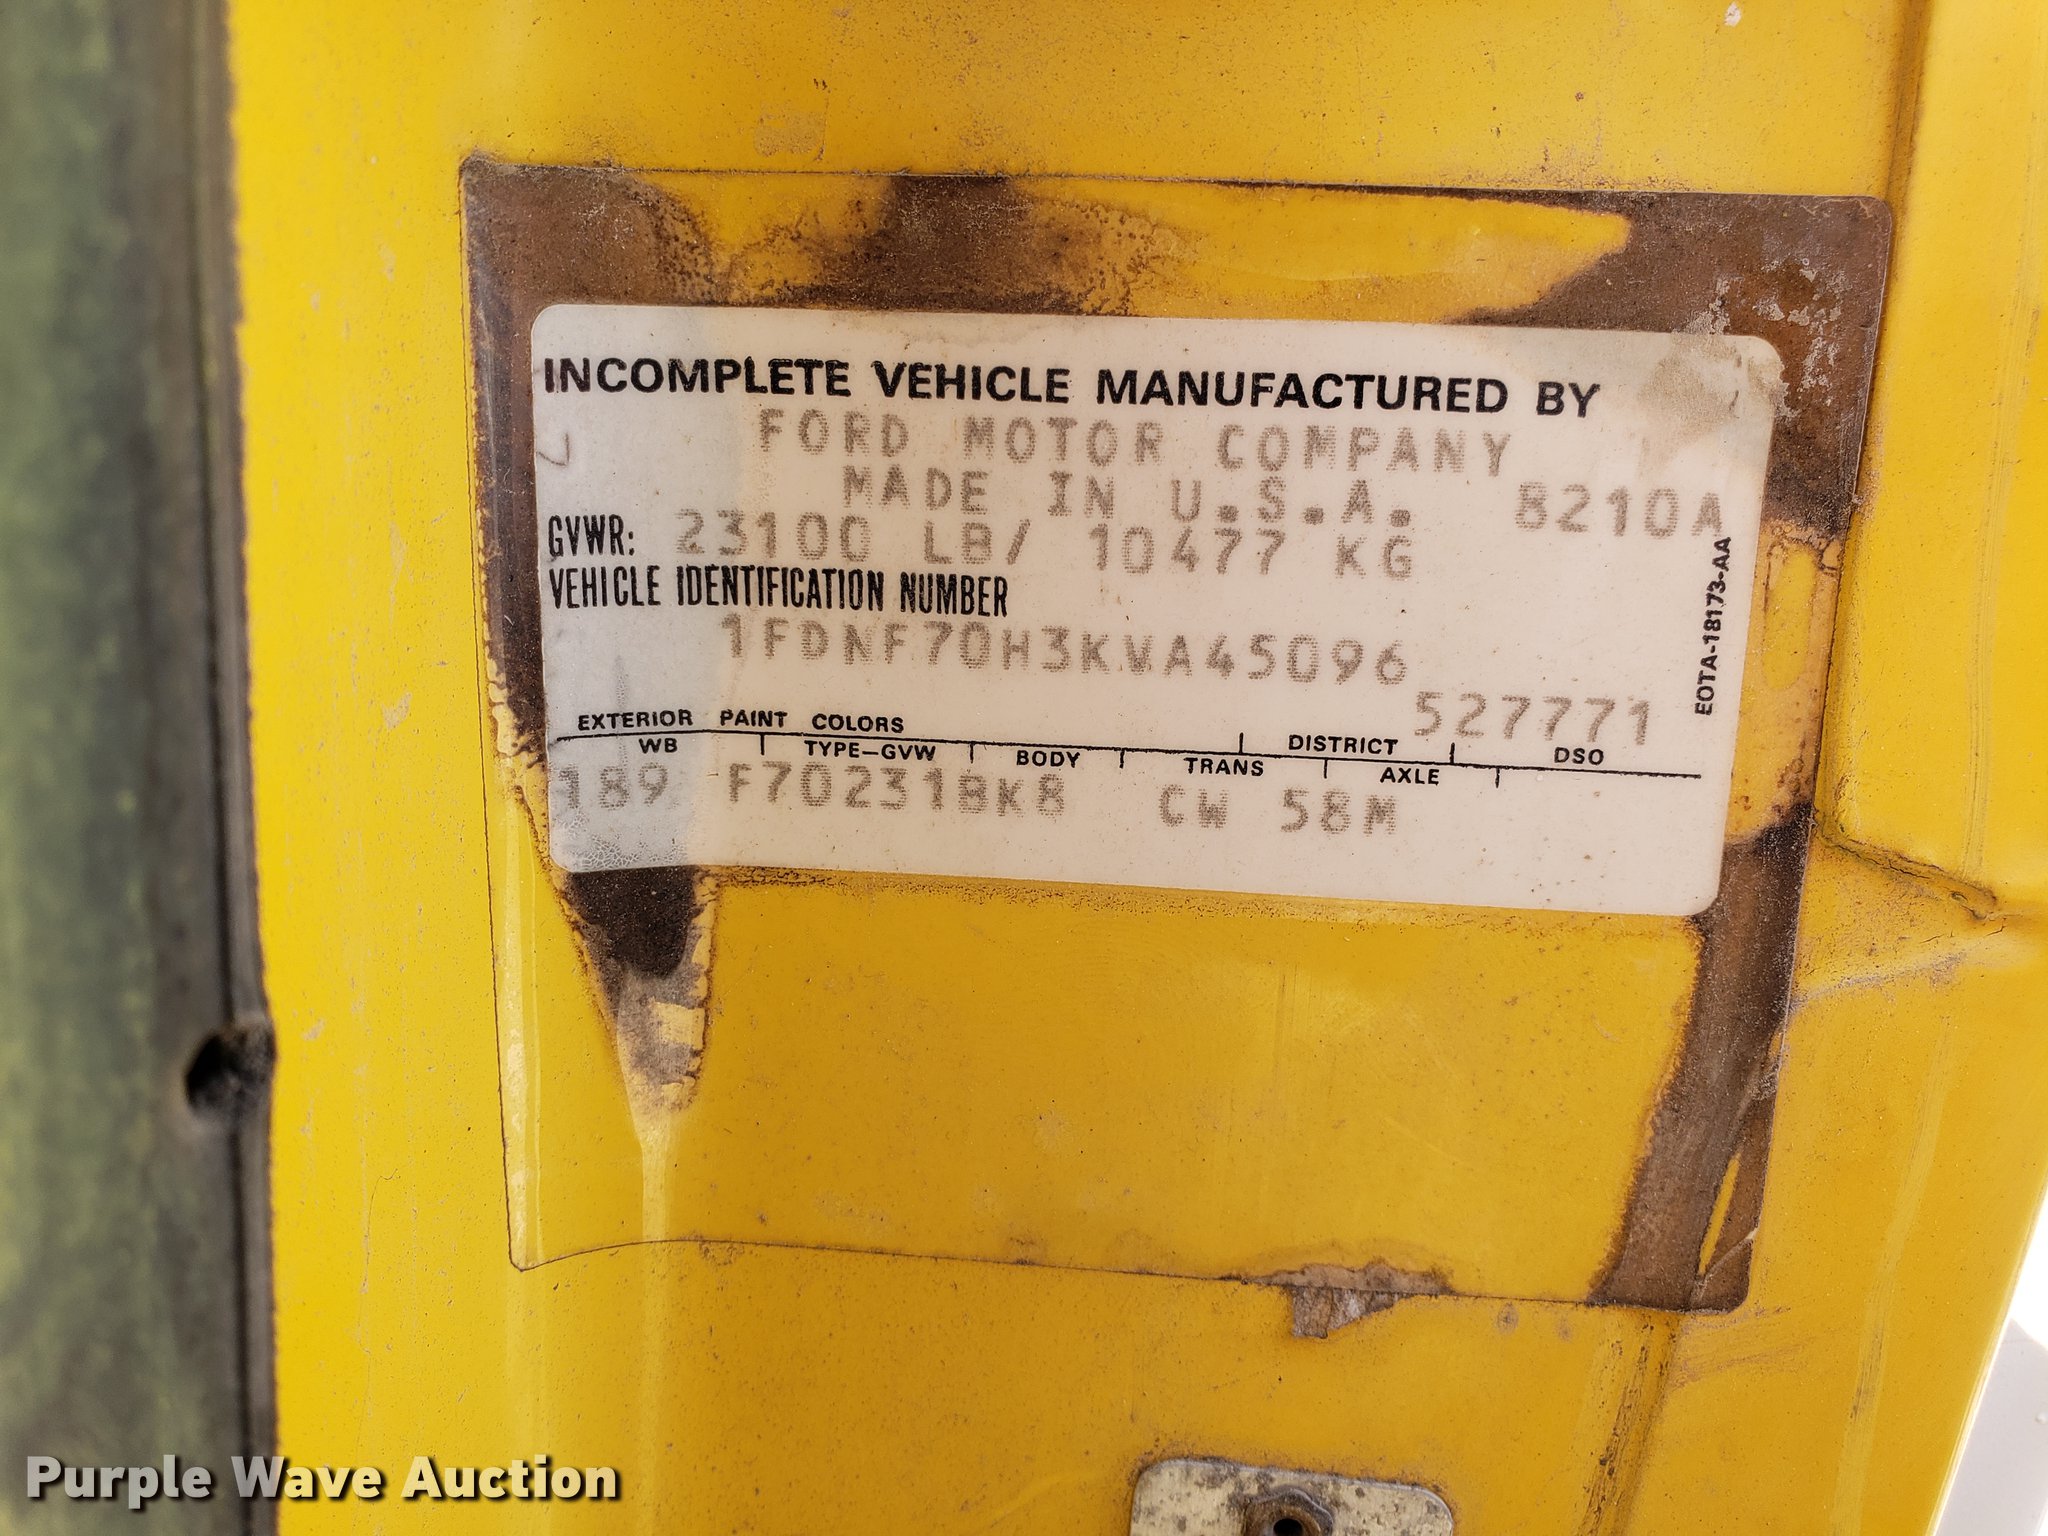 INCOMPLETE VEHICLE MANUFACTURED BY
FORD MOTOR COMPANY
MADE IN U.S.A. 8210A
GVWR: 23100 LB/ 10477 KG
VEHICLE IDENTIFICATION NUMBER
1FDNF70H3KVA45096
EOTA-18173-AA
527771
EXTERIOR PAINT COLORS DISTRICT DSO
WB TYPE-GVW BODY TRANS AXLE
189 F70231BK8 CW 58M
Purple Wave Auction